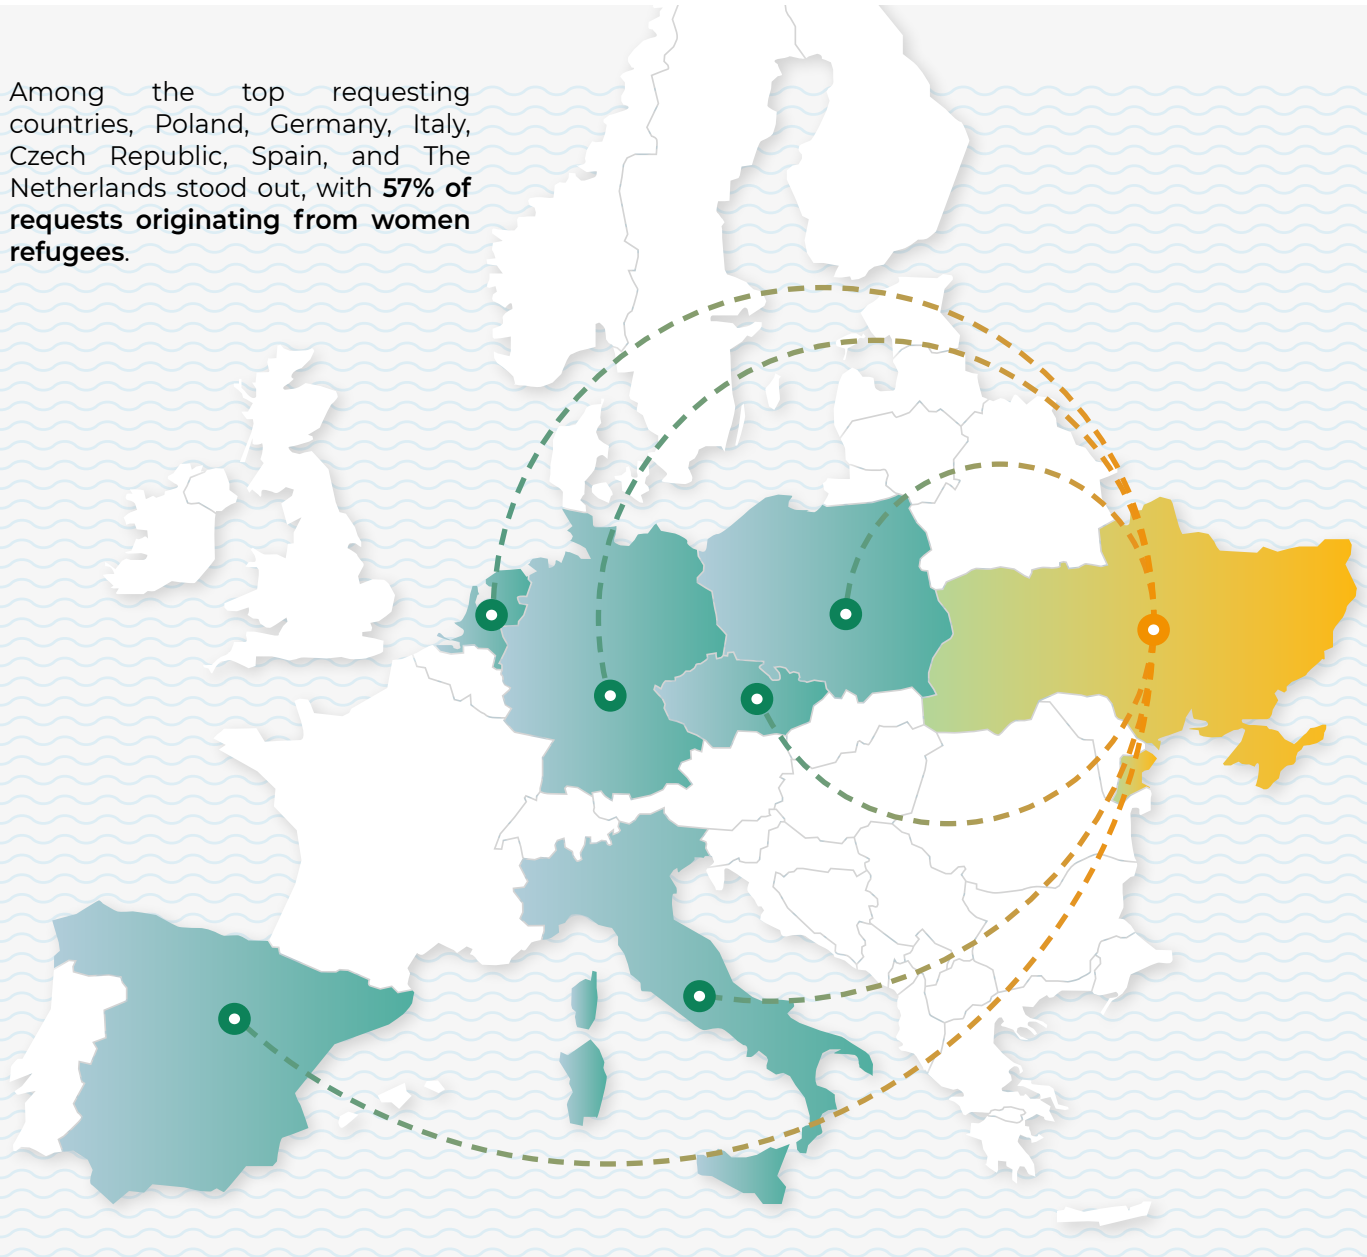 Among the top requesting
countries, Poland, Germany, Italy,
Czech Republic, Spain, and The
Netherlands stood out, with 57% of
requests originating from women
refugees.